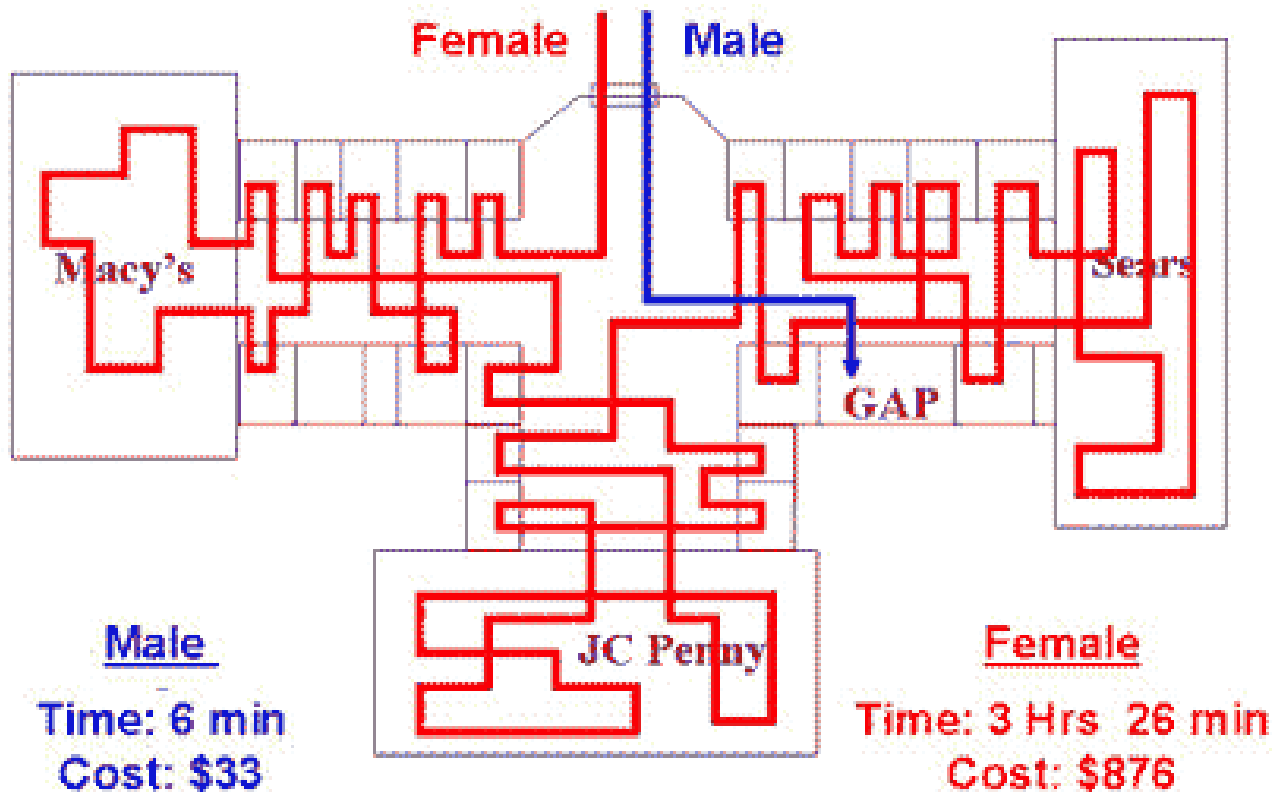 Female Male
Macy's
Sears
GAP
JC Penny
Male
Time: 6 min
Cost: $33
Female
Time: 3 Hrs 26 min
Cost: $876